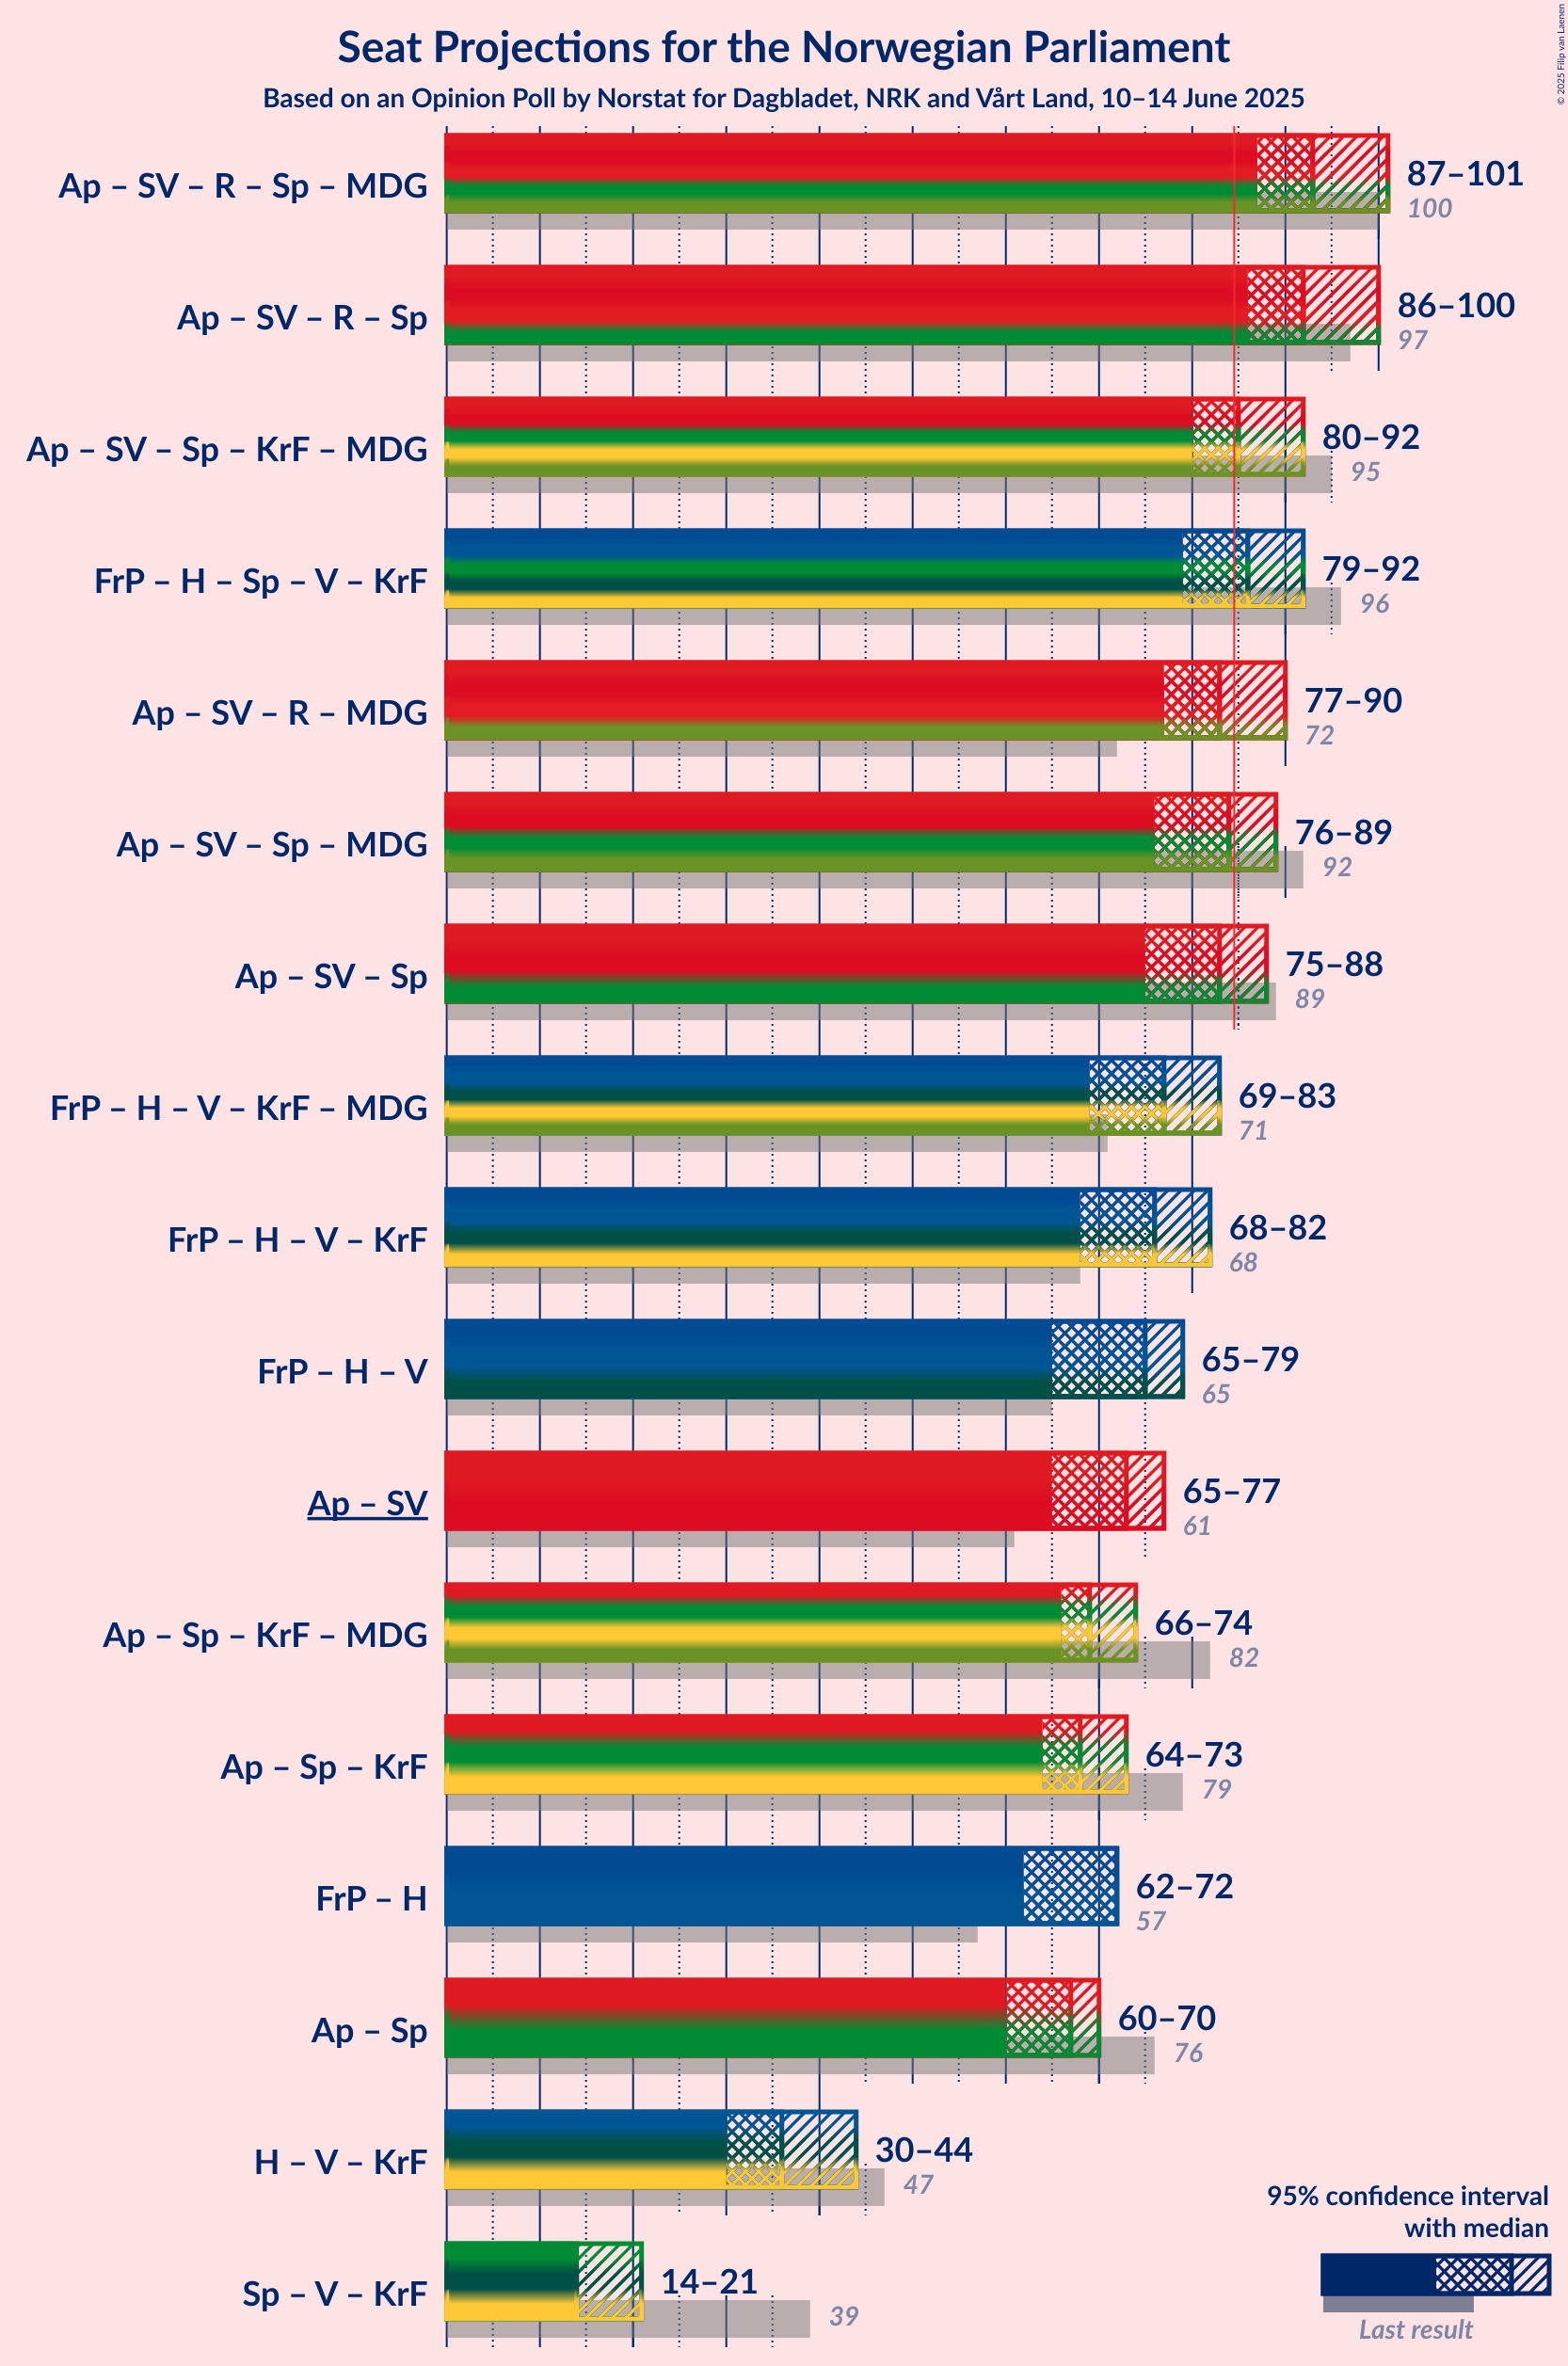 Seat Projections for the Norwegian Parliament
Based on an Opinion Poll by Norstat for Dagbladet, NRK and Vårt Land, 10–14 June 2025
© 2025 Filip van Laenen
Ap – SV – R – Sp – MDG
87–101
100
Ap – SV – R – Sp
86–100
97
Ap – SV – Sp – KrF – MDG
80–92
95
FrP – H – Sp – V – KrF
79–92
96
Ap – SV – R – MDG
77–90
72
Ap – SV – Sp – MDG
76–89
92
Ap – SV – Sp
75–88
89
FrP – H – V – KrF – MDG
69–83
71
FrP – H – V – KrF
68–82
68
FrP – H – V
65–79
65
Ap – SV
65–77
61
Ap – Sp – KrF – MDG
66–74
82
Ap – Sp – KrF
64–73
79
FrP – H
62–72
57
Ap – Sp
60–70
76
H – V – KrF
30–44
47
Sp – V – KrF
14–21
39
95% confidence interval
with median
Last result